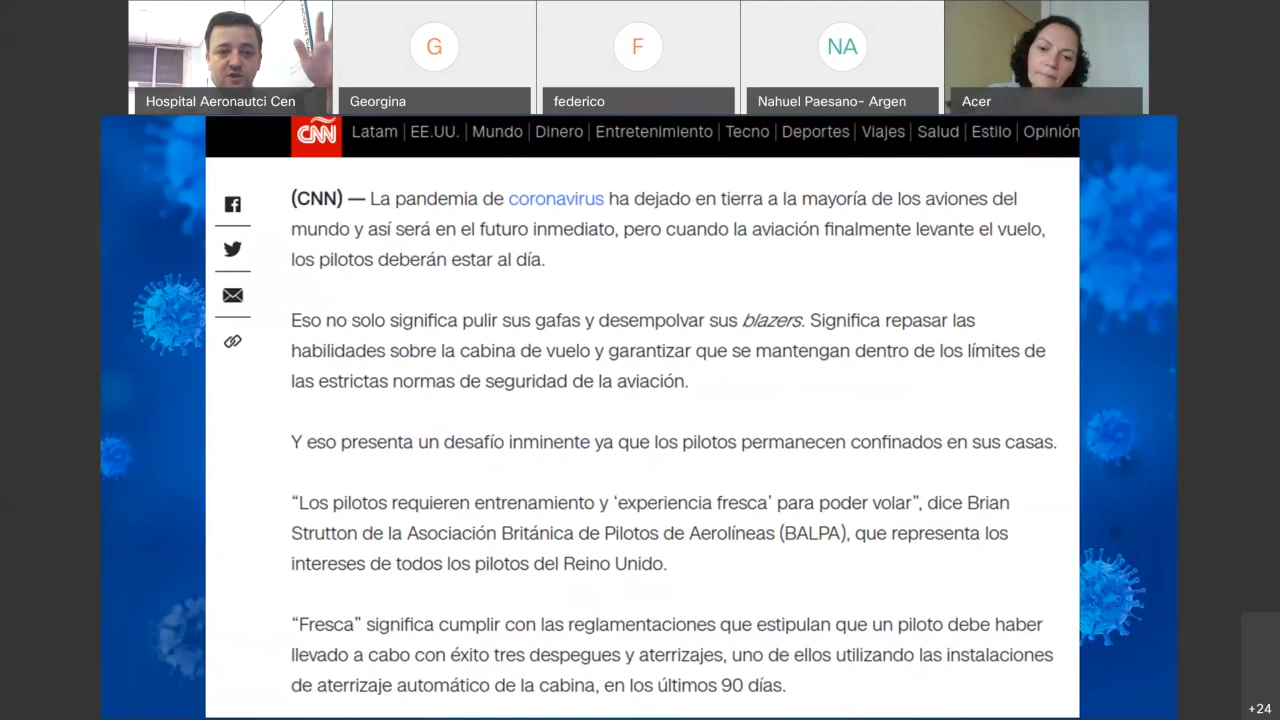 G
F
NA
Hospital Aeronautci Cen
Georgina
federico
Nahuel Paesano- Argen
Acer
CNN
Latam | EE.UU. | Mundo | Dinero | Entretenimiento | Tecno | Deportes | Viajes | Salud | Estilo | Opinión
(CNN) — La pandemia de coronavirus ha dejado en tierra a la mayoría de los aviones del
mundo y así será en el futuro inmediato, pero cuando la aviación finalmente levante el vuelo,
los pilotos deberán estar al día.
Eso no solo significa pulir sus gafas y desempolvar sus blazers. Significa repasar las
habilidades sobre la cabina de vuelo y garantizar que se mantengan dentro de los límites de
las estrictas normas de seguridad de la aviación.
Y eso presenta un desafío inminente ya que los pilotos permanecen confinados en sus casas.
“Los pilotos requieren entrenamiento y ‘experiencia fresca’ para poder volar”, dice Brian
Strutton de la Asociación Británica de Pilotos de Aerolíneas (BALPA), que representa los
intereses de todos los pilotos del Reino Unido.
“Fresca” significa cumplir con las reglamentaciones que estipulan que un piloto debe haber
llevado a cabo con éxito tres despegues y aterrizajes, uno de ellos utilizando las instalaciones
de aterrizaje automático de la cabina, en los últimos 90 días.
+24